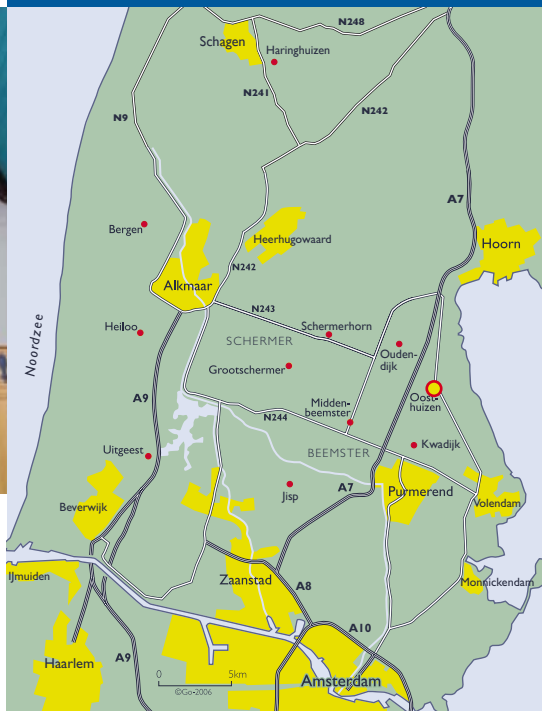 N248
Schagen
Haringhuizen
N241
N242
N9
A7
Bergen
Heerhugowaard
Hoorn
N242
Alkmaar
N243
Noordzee
Heiloo
Schermerhorn
SCHERMER
Ouden-
dijk
Grootschermer
A9
Oost-
huizen
Midden-
beemster
N244
Kwadijk
Uitgeest
BEEMSTER
A7
Purmerend
Jisp
Volendam
Beverwijk
IJmuiden
Zaanstad
A8
Monnickendam
A10
Haarlem
A9
Amsterdam
0 5km
©Go-2006